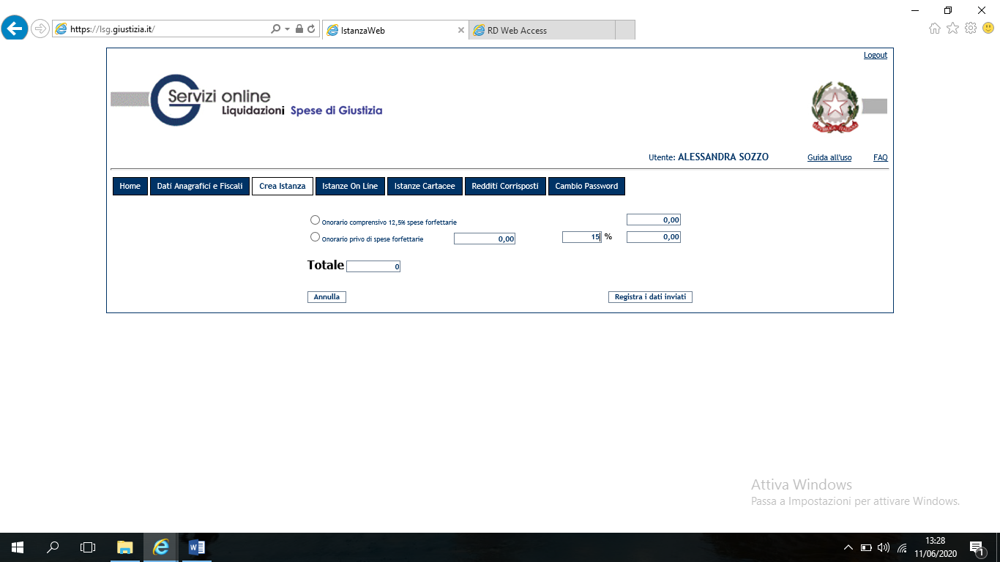 https://lsg.giustizia.it/
IstanzaWeb
RD Web Access
Logout
Servizi online
Liquidazioni Spese di Giustizia
Utente: ALESSANDRA SOZZO
Guida all'uso
FAQ
Home
Dati Anagrafici e Fiscali
Crea Istanza
Istanze On Line
Istanze Cartacee
Redditi Corrisposti
Cambio Password
Onorario comprensivo 12,5% spese forfettarie
0,00
Onorario privo di spese forfettarie
0,00
15 %
0,00
Totale 0
Annulla
Registra i dati inviati
Attiva Windows
Passa a Impostazioni per attivare Windows.
13:28
11/06/2020
1